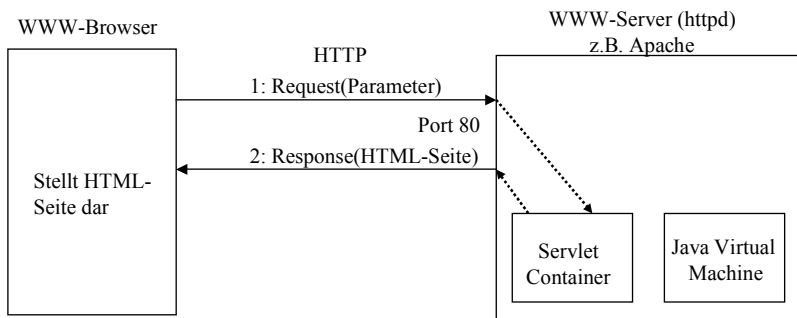 WWW-Browser
WWW-Server (httpd)
z.B. Apache
HTTP
1: Request(Parameter)
Port 80
2: Response(HTML-Seite)
Stellt HTML-
Seite dar
Servlet
Container
Java Virtual
Machine